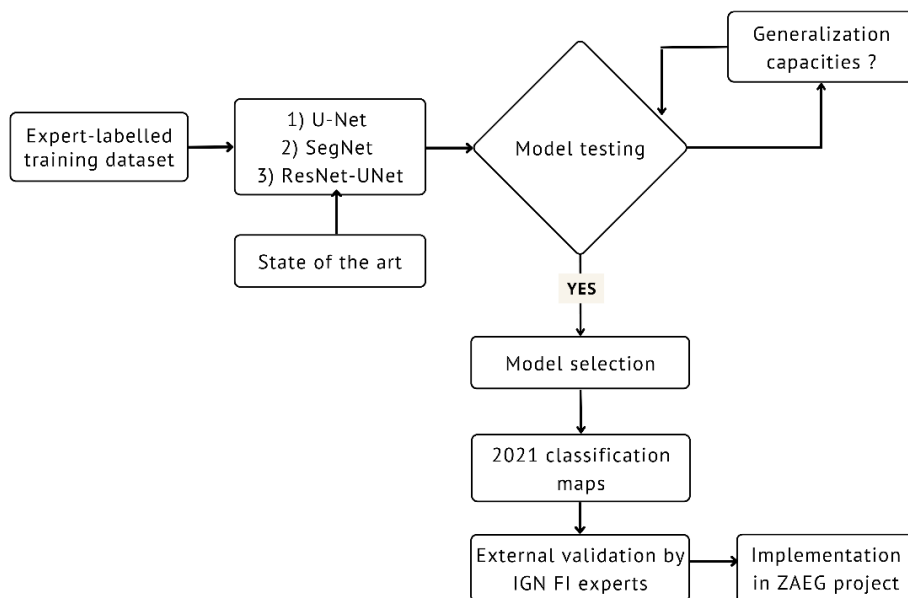 Generalization
capacities ?
Expert-labelled
training dataset
1) U-Net
2) SegNet
3) ResNet-UNet
Model testing
State of the art
YES
Model selection
2021 classification
maps
External validation by
IGN FI experts
Implementation
in ZAEG project